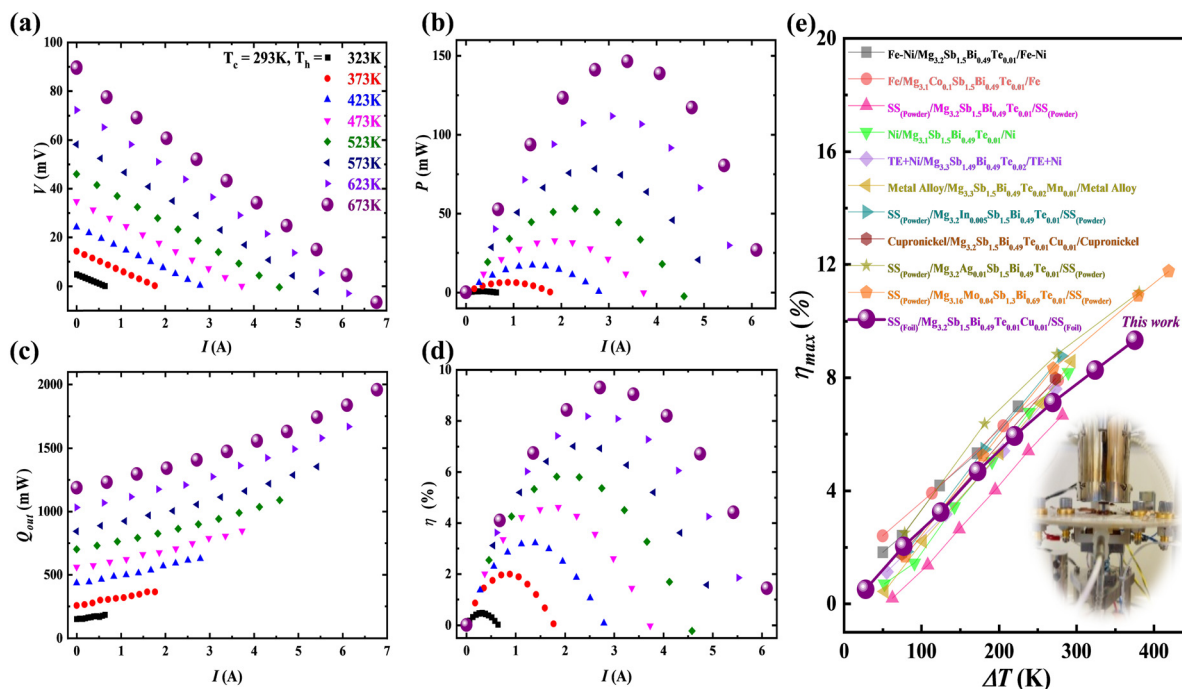 (a)
100
80
60
40
20
0
V (mV)
0 1 2 3 4 5 6 7
I (A)
T_c = 293K, T_h = 323K
373K
423K
473K
523K
573K
623K
673K
(b)
150
100
50
0
P (mW)
0 1 2 3 4 5 6
I (A)
(c)
2000
1500
1000
500
0
Q_out (mW)
0 1 2 3 4 5 6 7
I (A)
(d)
10
8
6
4
2
0
η (%)
0 1 2 3 4 5 6
I (A)
(e)
20
16
12
8
4
0
η_max (%)
Fe-Ni/Mg3.2Sb1.5Bi0.49Te0.01/Fe-Ni
Fe/Mg3.1Co0.1Sb1.5Bi0.49Te0.01/Fe
SS(Powder)/Mg3.2Sb1.5Bi0.49Te0.01/SS(Powder)
Ni/Mg3.1Sb1.5Bi0.49Te0.01/Ni
TE+Ni/Mg3.3Sb1.49Bi0.49Te0.02/TE+Ni
Metal Alloy/Mg3.3Sb1.5Bi0.49Te0.02Mn0.01/Metal Alloy
SS(Powder)/Mg3.2In0.005Sb1.5Bi0.49Te0.01/SS(Powder)
Cupronickel/Mg3.2Sb1.5Bi0.49Te0.01Cu0.01/Cupronickel
SS(Powder)/Mg3.2Ag0.01Sb1.5Bi0.49Te0.01/SS(Powder)
SS(Powder)/Mg3.16Mo0.04Sb1.3Bi0.69Te0.01/SS(Powder)
SS(Foil)/Mg3.2Sb1.5Bi0.49Te0.01Cu0.01/SS(Foil)
This work
0 100 200 300 400
ΔT (K)